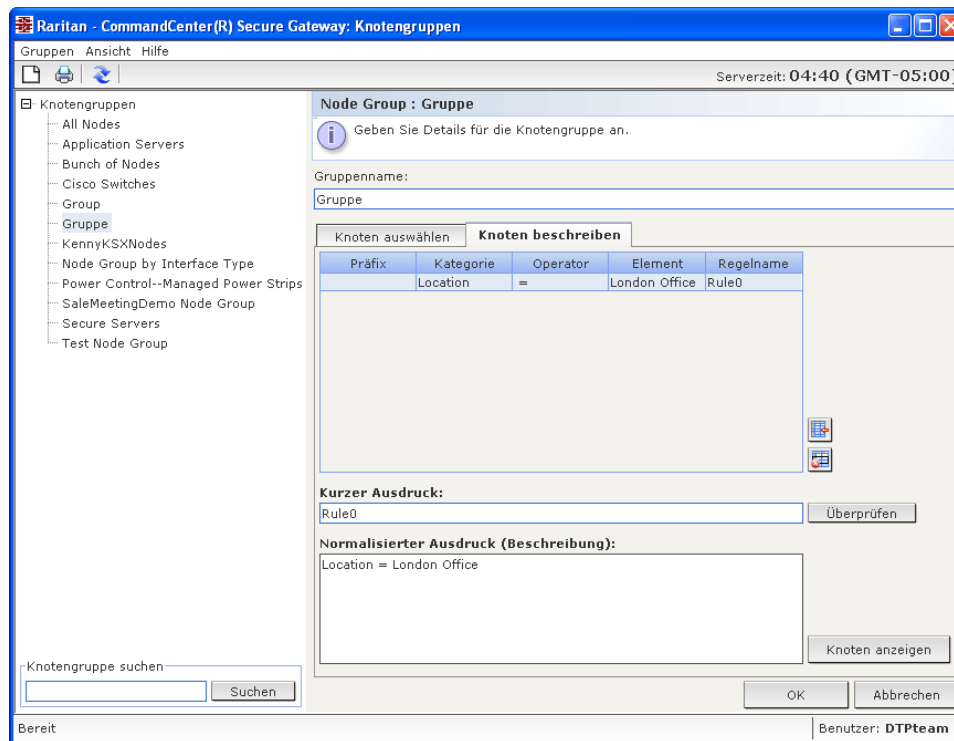 Raritan - CommandCenter(R) Secure Gateway: Knotengruppen
Gruppen Ansicht Hilfe
Serverzeit: 04:40 (GMT-05:00)
Knotengruppen
All Nodes
Application Servers
Bunch of Nodes
Cisco Switches
Group
Gruppe
KennyKSXNodes
Node Group by Interface Type
Power Control--Managed Power Strips
SaleMeetingDemo Node Group
Secure Servers
Test Node Group
Knotengruppe suchen
Suchen
Node Group : Gruppe
Geben Sie Details für die Knotengruppe an.
Gruppenname:
Gruppe
Knoten auswählen Knoten beschreiben
Präfix Kategorie Operator Element Regelname
Location = London Office Rule0
Kurzer Ausdruck:
Rule0 Überprüfen
Normalisierter Ausdruck (Beschreibung):
Location = London Office
Knoten anzeigen
OK Abbrechen
Bereit Benutzer: DTPteam